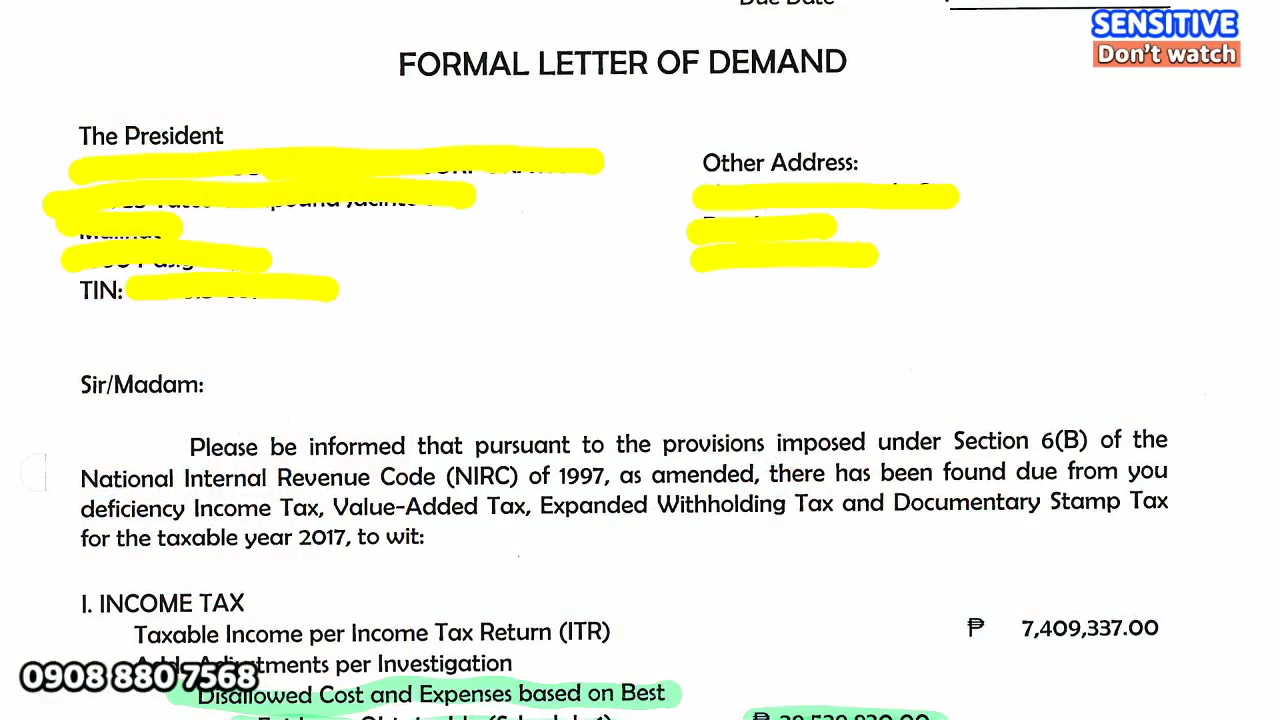 Due Date
SENSITIVE
Don't watch
FORMAL LETTER OF DEMAND
The President
Other Address:
TIN:
Sir/Madam:
Please be informed that pursuant to the provisions imposed under Section 6(B) of the
National Internal Revenue Code (NIRC) of 1997, as amended, there has been found due from you
deficiency Income Tax, Value-Added Tax, Expanded Withholding Tax and Documentary Stamp Tax
for the taxable year 2017, to wit:
I. INCOME TAX
Taxable Income per Income Tax Return (ITR) ₱ 7,409,337.00
Adjustments per Investigation
0908 880 7568
Disallowed Cost and Expenses based on Best